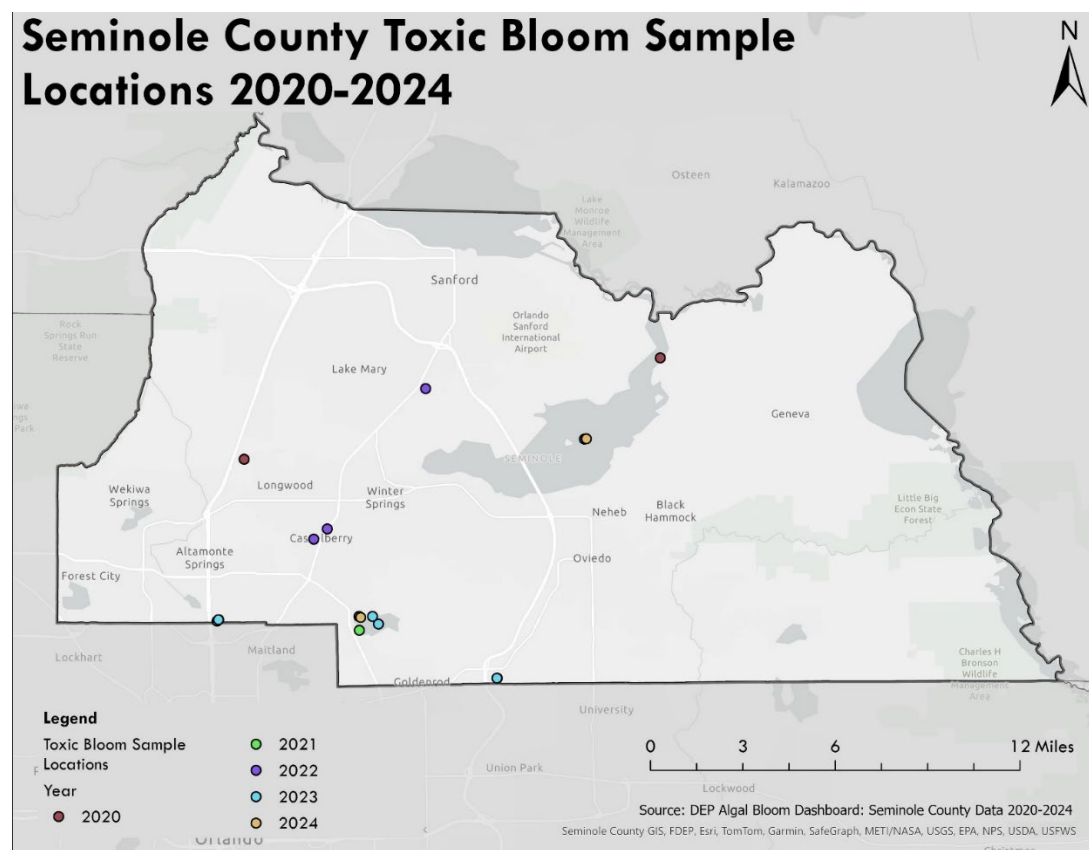 Seminole County Toxic Bloom Sample
Locations 2020-2024
N
Osteen
Kalamazoo
Lake
Monroe
Wildlife
Management
Area
Sanford
Orlando
Sanford
International
Airport
Rock
Springs Run
State
Reserve
Lake Mary
Geneva
Park
SEMINOLE
Wekiwa
Springs
Longwood
Winter
Springs
Neheb
Black
Hammock
Little Big
Econ State
Forest
Altamonte
Springs
Oviedo
Forest City
Lockhart
Maitland
Goldenrod
Charles H
Bronson
Wildlife
Management
Area
University
Union Park
Lockwood
Orlando
Legend
Toxic Bloom Sample
Locations
Year
2020
2021
2022
2023
2024
0 3 6 12 Miles
Source: DEP Algal Bloom Dashboard: Seminole County Data 2020-2024
Seminole County GIS, FDEP, Esri, TomTom, Garmin, SafeGraph, METI/NASA, USGS, EPA, NPS, USDA, USFWS